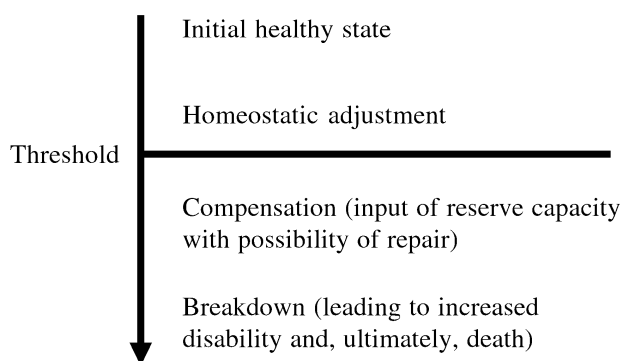 Initial healthy state
Homeostatic adjustment
Threshold
Compensation (input of reserve capacity
with possibility of repair)
Breakdown (leading to increased
disability and, ultimately, death)